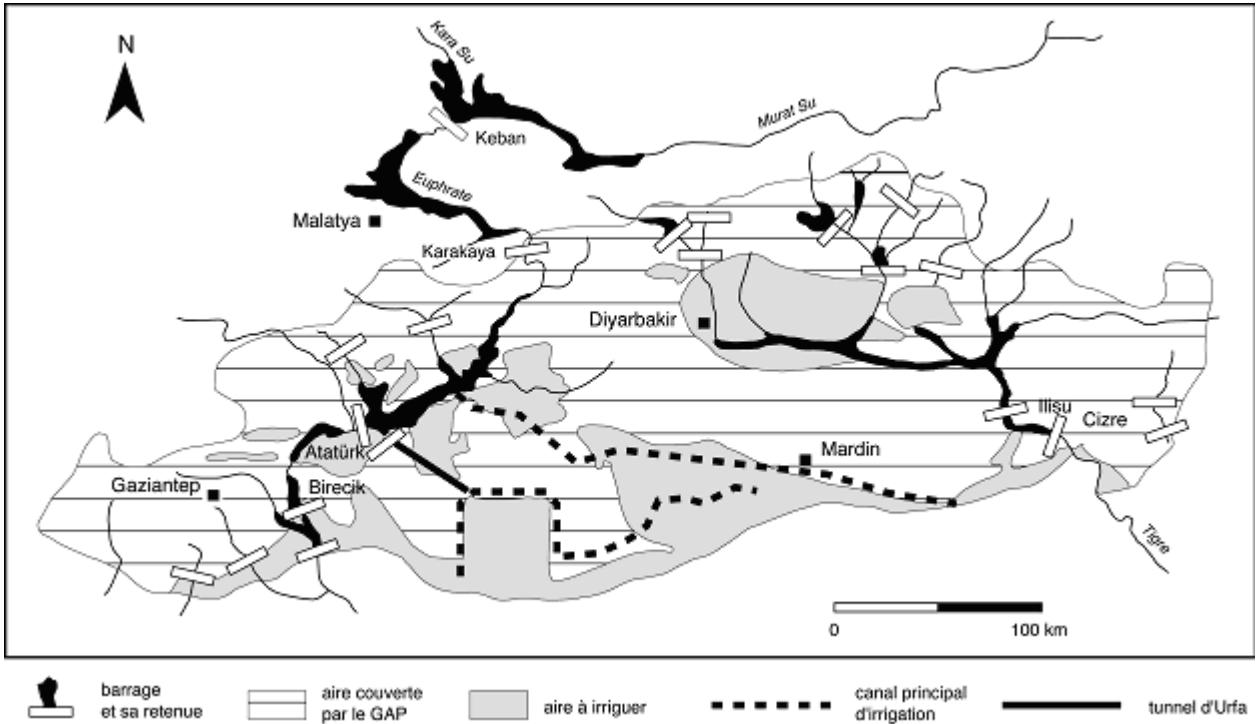 N
Kara Su
Murat Su
Keban
Euphrate
Malatya
Karakaya
Diyarbakir
Ilisu
Cizre
Atatürk
Mardin
Gaziantep
Birecik
Tigre
0 100 km
barrage
et sa retenue
aire couverte
par le GAP
aire à irriguer
canal principal
d'irrigation
tunnel d'Urfa